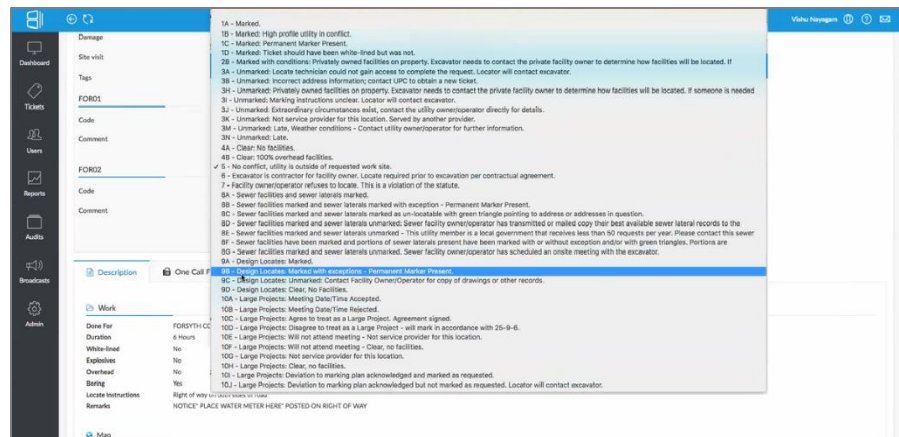 Vishu Nayagam
Dashboard
Tickets
Users
Reports
Audits
Broadcasts
Admin
Damage
Site visit
Tags
FOR01
Code
Comment
FOR02
Code
Comment
1A - Marked.
1B - Marked: High profile utility in conflict.
1C - Marked: Permanent Marker Present.
1D - Marked: Ticket should have been white-lined but was not.
2B - Marked with conditions: Privately owned facilities on property. Excavator needs to contact the private facility owner to determine how facilities will be located. If
3A - Unmarked: Locate technician could not gain access to complete the request. Locator will contact excavator.
3B - Unmarked: Incorrect address information; contact UPC to obtain a new ticket.
3H - Unmarked: Privately owned facilities on property. Excavator needs to contact the private facility owner to determine how facilities will be located. If someone is needed
3I - Unmarked: Marking instructions unclear. Locator will contact excavator.
3J - Unmarked: Extraordinary circumstances exist, contact the utility owner/operator directly for details.
3K - Unmarked: Not service provider for this location. Served by another provider.
3M - Unmarked: Late, Weather conditions - Contact utility owner/operator for further information.
3N - Unmarked: Late.
4A - Clear: No facilities.
4B - Clear: 100% overhead facilities.
✓ 5 - No conflict, utility is outside of requested work site.
6 - Excavator is contractor for facility owner. Locate required prior to excavation per contractual agreement.
7 - Facility owner/operator refuses to locate. This is a violation of the statute.
8A - Sewer facilities and sewer laterals marked.
8B - Sewer facilities marked and sewer laterals marked with exception - Permanent Marker Present.
8C - Sewer facilities marked and sewer laterals marked as un-locatable with green triangle pointing to address or addresses in question.
8D - Sewer facilities marked and sewer laterals unmarked: Sewer facility owner/operator has transmitted or mailed copy their best available sewer lateral records to the
8E - Sewer facilities marked and sewer laterals unmarked - This utility member is a local government that receives less than 50 requests per year. Please contact this sewer
8F - Sewer facilities have been marked and portions of sewer laterals present have been marked with or without exception and/or with green triangles. Portions are
8G - Sewer facilities marked and sewer laterals unmarked. Sewer facility owner/operator has scheduled an onsite meeting with the excavator.
9A - Design Locates: Marked.
9B - Design Locates: Marked with exceptions - Permanent Marker Present.
9C - Design Locates: Unmarked: Contact Facility Owner/Operator for copy of drawings or other records.
9D - Design Locates: Clear, No Facilities.
10A - Large Projects: Meeting Date/Time Accepted.
10B - Large Projects: Meeting Date/Time Rejected.
10C - Large Projects: Agree to treat as a Large Project. Agreement signed.
10D - Large Projects: Disagree to treat as a Large Project - will mark in accordance with 25-9-6.
10E - Large Projects: Will not attend meeting - Not service provider for this location.
10F - Large Projects: Will not attend meeting - Clear, no facilities.
10G - Large Projects: Not service provider for this location.
10H - Large Projects: Clear, no facilities.
10I - Large Projects: Deviation to marking plan acknowledged and marked as requested.
10J - Large Projects: Deviation to marking plan acknowledged but not marked as requested. Locator will contact excavator.
Description
One Call F
Work
Done For FORSYTH CO
Duration 6 Hours
White-lined No
Explosives No
Overhead No
Boring Yes
Locate Instructions Right of way on both sides of road
Remarks NOTICE* PLACE WATER METER HERE* POSTED ON RIGHT OF WAY
Map